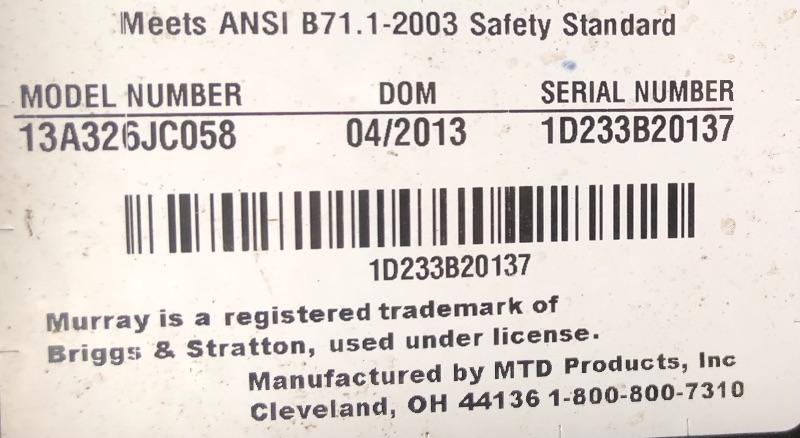 Meets ANSI B71.1-2003 Safety Standard
MODEL NUMBER DOM SERIAL NUMBER
13A326JC058 04/2013 1D233B20137
1D233B20137
Murray is a registered trademark of
Briggs & Stratton, used under license.
Manufactured by MTD Products, Inc
Cleveland, OH 44136 1-800-800-7310